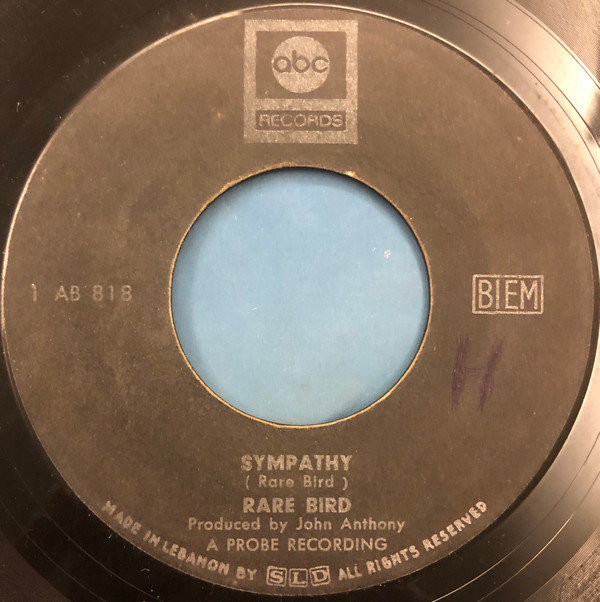 abc
RECORDS
1 AB 818
BIEM
H
SYMPATHY
( Rare Bird )
RARE BIRD
Produced by John Anthony
A PROBE RECORDING
MADE IN LEBANON BY SLD ALL RIGHTS RESERVED